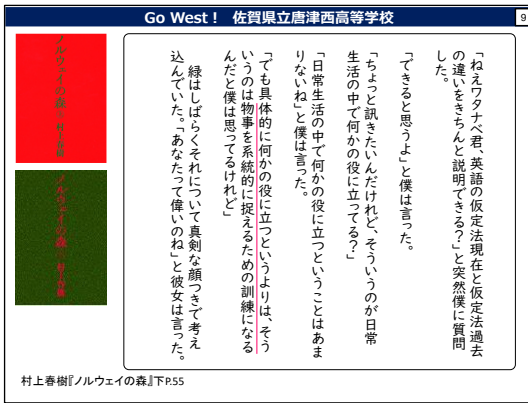 Go West！ 佐賀県立唐津西高等学校
9
ノルウェイの森 上 村上春樹
ノルウェイの森 下 村上春樹
「ねえワタナベ君、英語の仮定法現在と仮定法過去
の違いをきちんと説明できる？」と突然僕に質問
した。
「できると思うよ」と僕は言った。
「ちょっと訊きたいんだけれど、そういうのが日常
生活の中で何かの役に立ってる？」
「日常生活の中で何かの役に立つということはあま
りないね」と僕は言った。
「でも具体的に何かの役に立つというよりは、そう
いうのは物事を系統的に捉えるための訓練になる
んだと僕は思ってるけれど」
緑はしばらくそれについて真剣な顔つきで考え
込んでいた。「あなたって偉いのね」と彼女は言った。
村上春樹『ノルウェイの森』下P.55